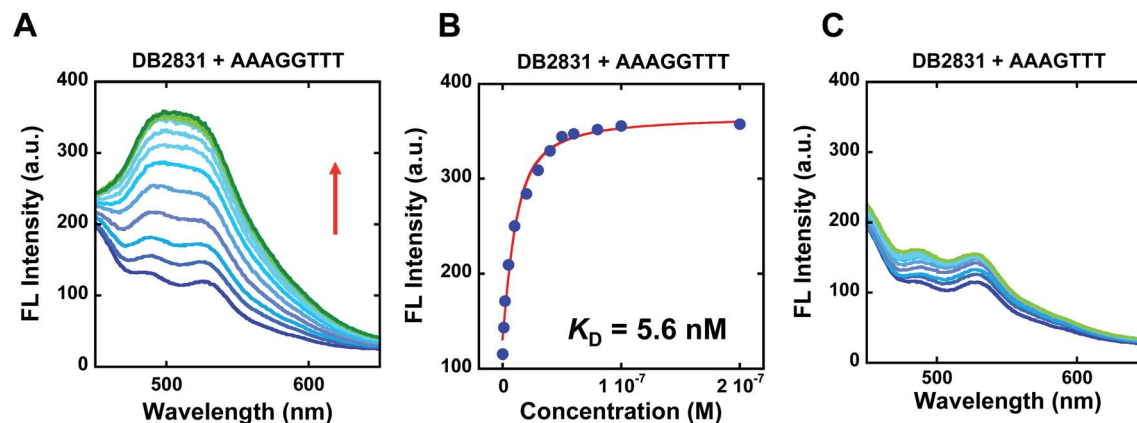 A
DB2831 + AAAGGTTT
FL Intensity (a.u.)
400
300
200
100
0
500
600
Wavelength (nm)
B
DB2831 + AAAGGTTT
FL Intensity (a.u.)
400
300
200
100
K_D = 5.6 nM
0
1 10⁻⁷
2 10⁻⁷
Concentration (M)
C
DB2831 + AAAGTTT
FL Intensity (a.u.)
400
300
200
100
0
500
600
Wavelength (nm)